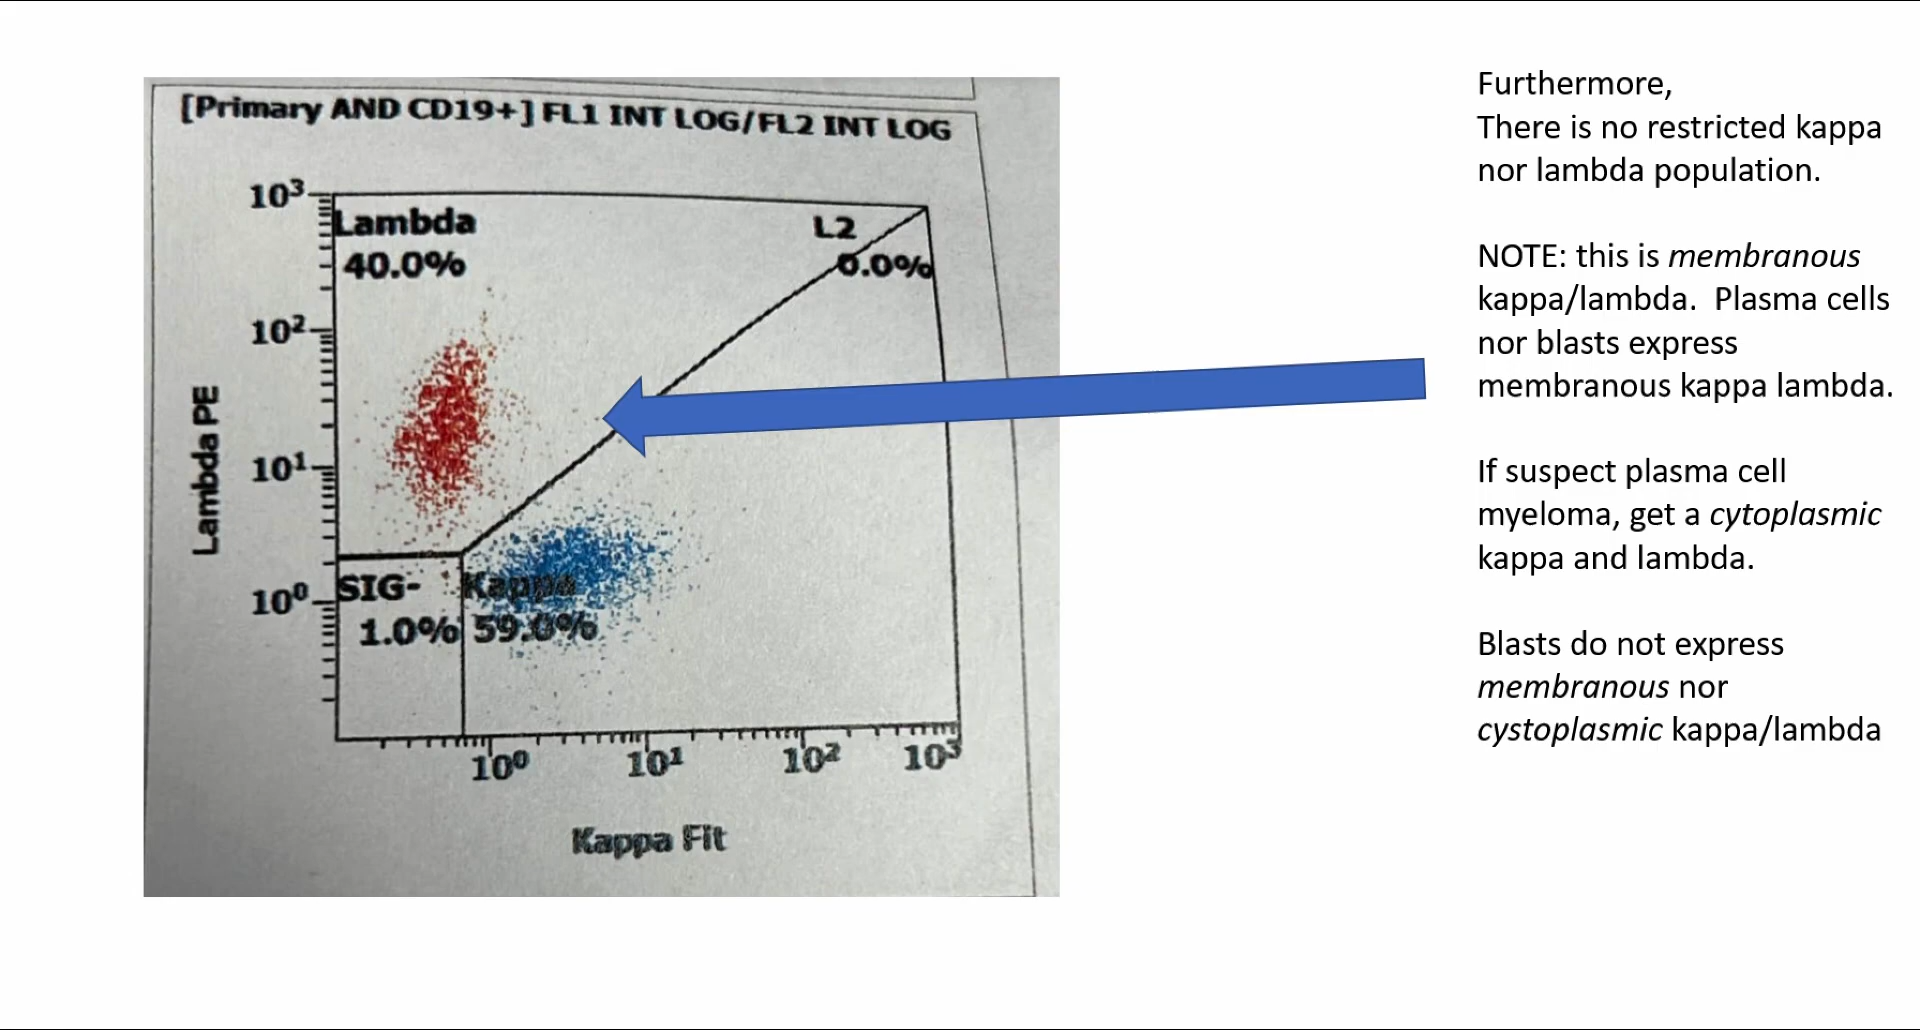 [Primary AND CD19+] FL1 INT LOG/FL2 INT LOG
10³
Lambda
40.0%
L2
0.0%
10²
Lambda PE
10¹
10⁰
SIG-
1.0%
Kappa
59.0%
10⁰
10¹
10²
10³
Kappa Fit
Furthermore,
There is no restricted kappa
nor lambda population.
NOTE: this is membranous
kappa/lambda.  Plasma cells
nor blasts express
membranous kappa lambda.
If suspect plasma cell
myeloma, get a cytoplasmic
kappa and lambda.
Blasts do not express
membranous nor
cystoplasmic kappa/lambda